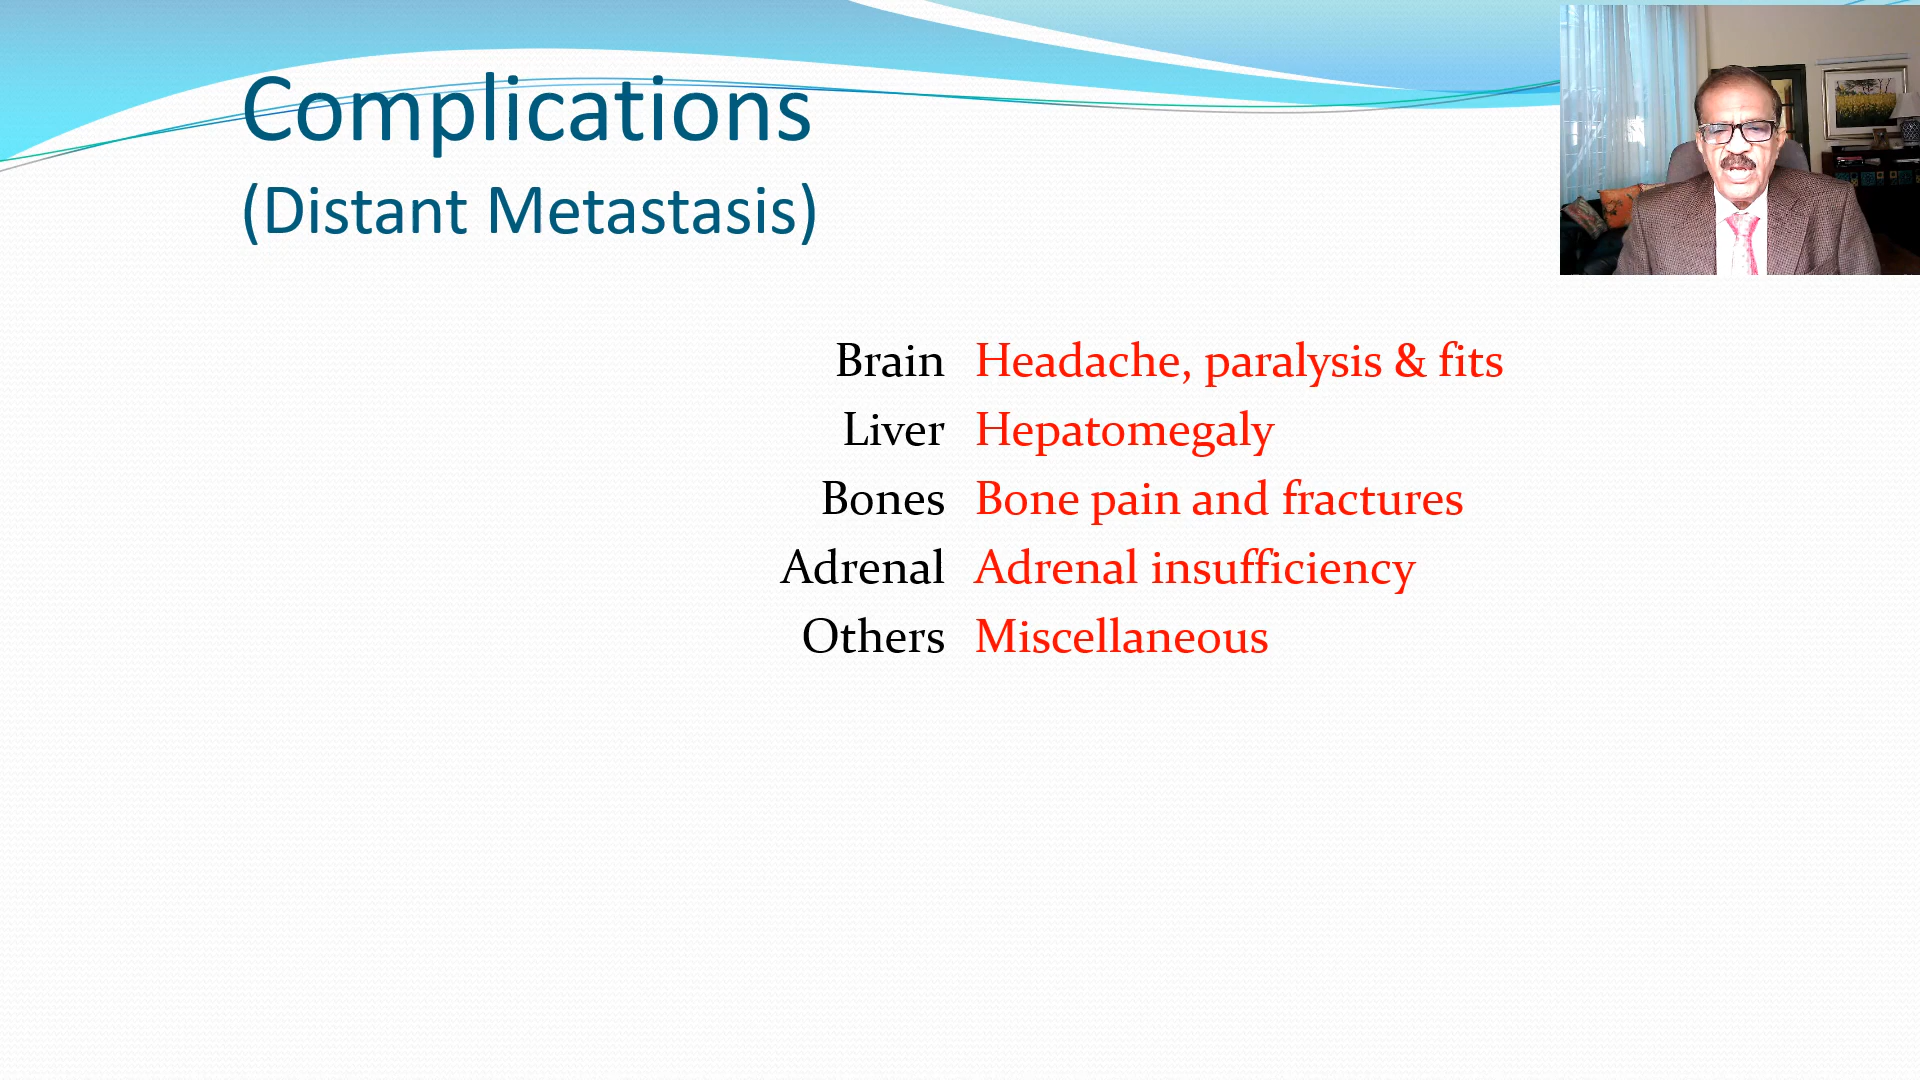 Complications
(Distant Metastasis)
Brain Headache, paralysis & fits
Liver Hepatomegaly
Bones Bone pain and fractures
Adrenal Adrenal insufficiency
Others Miscellaneous